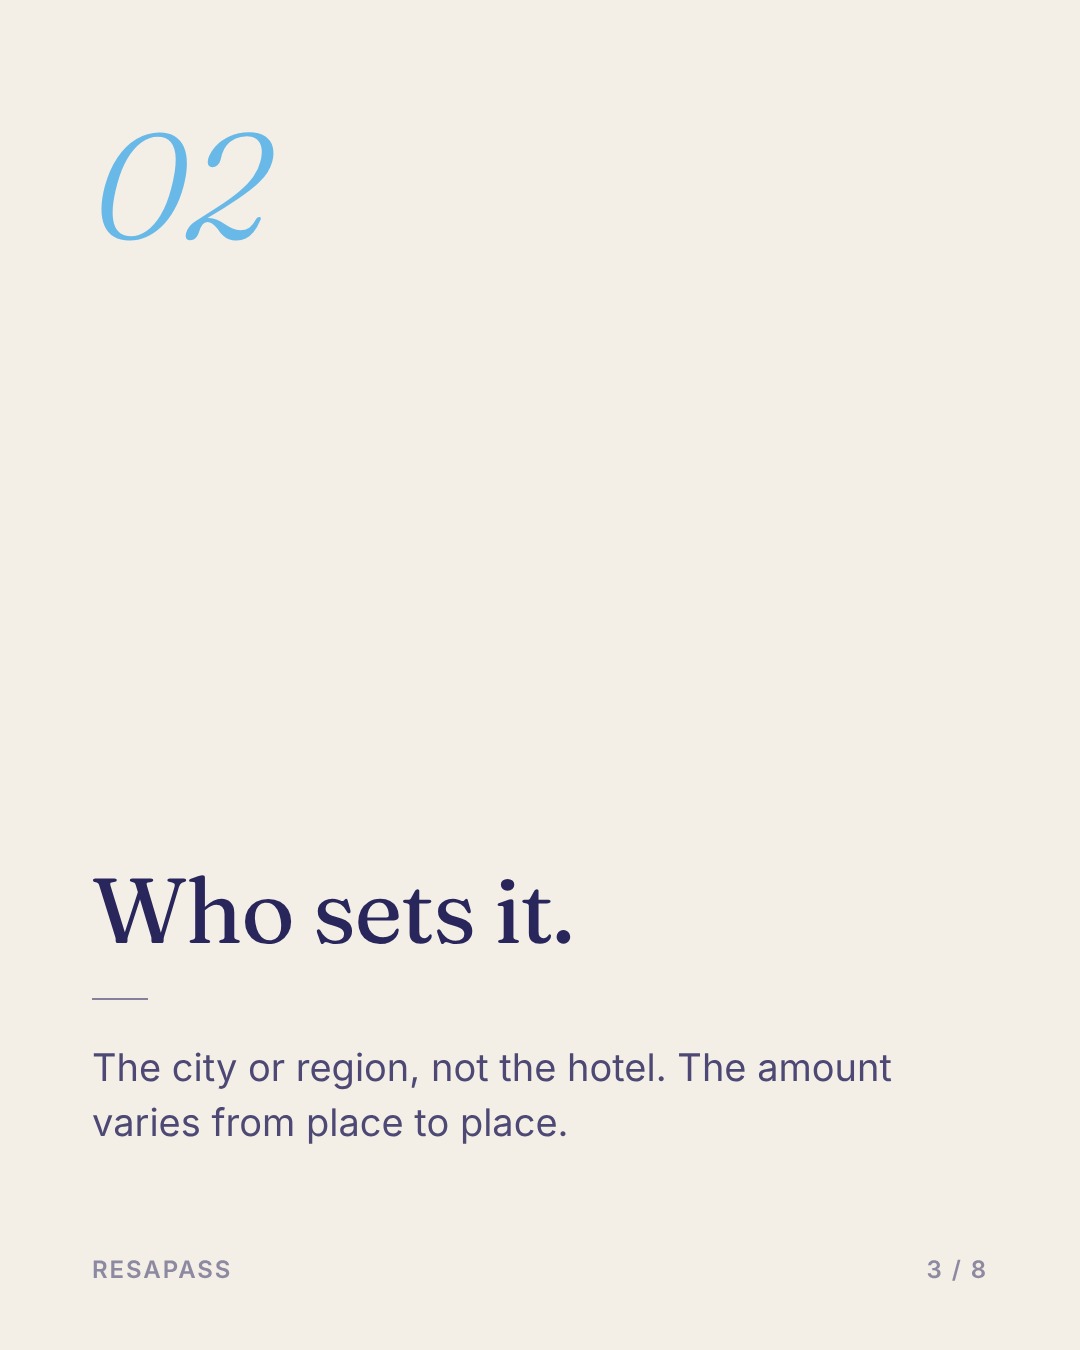 02
Who sets it.
The city or region, not the hotel. The amount
varies from place to place.
RESAPASS
3 / 8